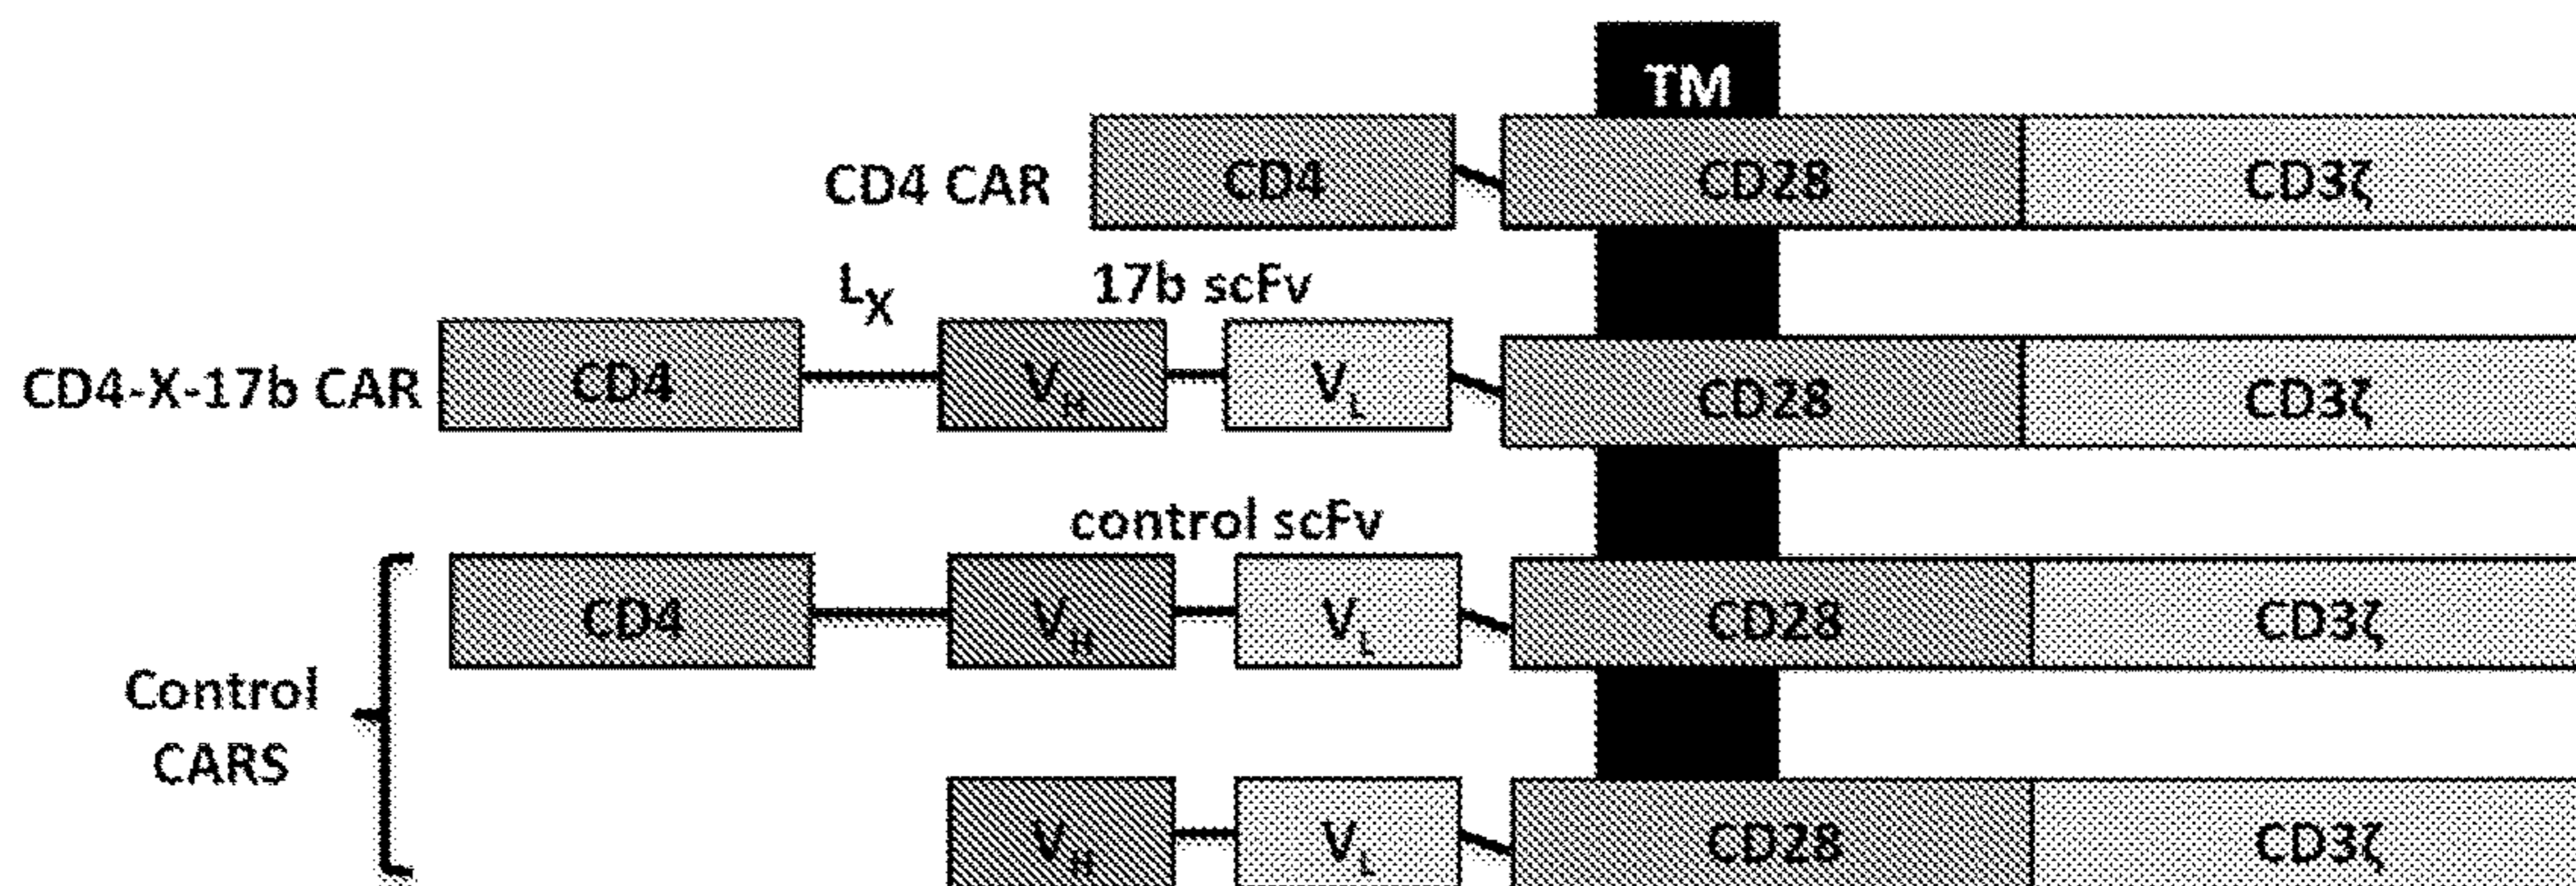 TM
CD4 CAR CD4 CD28 CD3ζ
LX 17b scFv
CD4-X-17b CAR CD4 VH VL CD28 CD3ζ
control scFv
CD4 VH VL CD28 CD3ζ
Control
CARS
VH VL CD28 CD3ζ